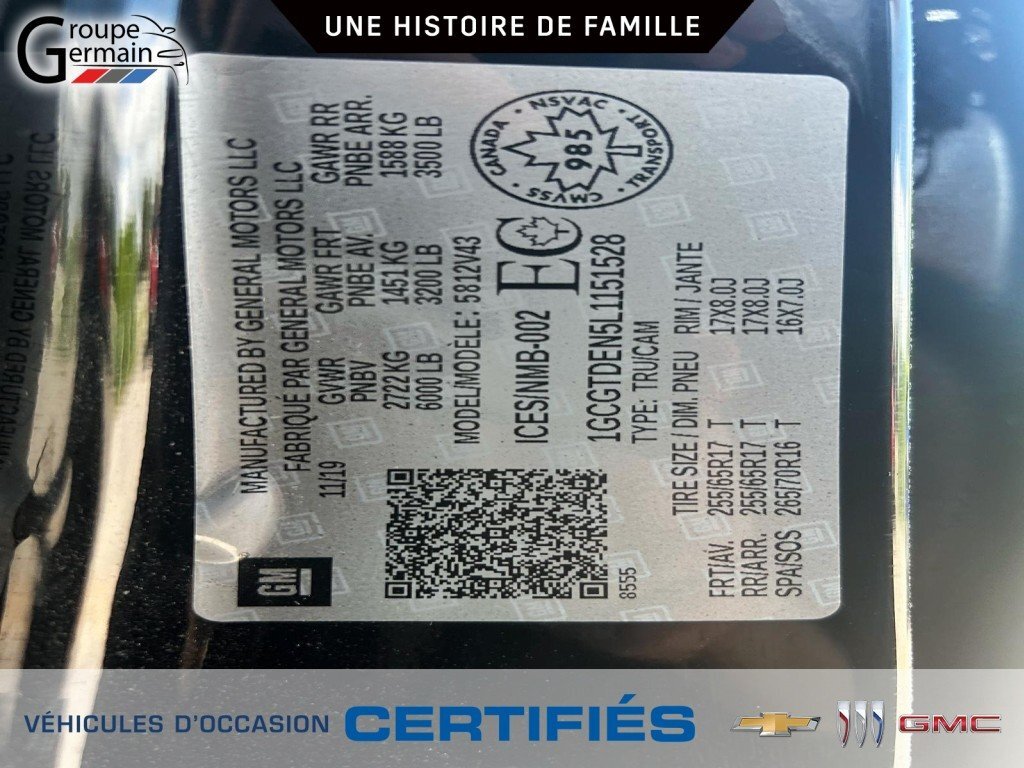 Groupe
Germain
UNE HISTOIRE DE FAMILLE
MANUFACTURED BY GENERAL MOTORS LLC
FABRIQUÉ PAR GENERAL MOTORS LLC
11/19 GVWR GAWR FRT GAWR RR
PNBV PNBE AV. PNBE ARR.
2722 KG 1451 KG 1588 KG
6000 LB 3200 LB 3500 LB
MODEL/MODELE: 5812V43
GM
ICES/NMB-002
EC
CANADA · NSVAC · TRANSPORT · CMVSS
985
1GCGTDEN5L1151528
TYPE: TRU/CAM
8555
TIRE SIZE / DIM. PNEU RIM / JANTE
FRT/AV. 255/65R17 T 17X8.0J
RR/ARR. 255/65R17 T 17X8.0J
SPA/SOS 265/70R16 T 16X7.0J
VÉHICULES D'OCCASION CERTIFIÉS
GMC